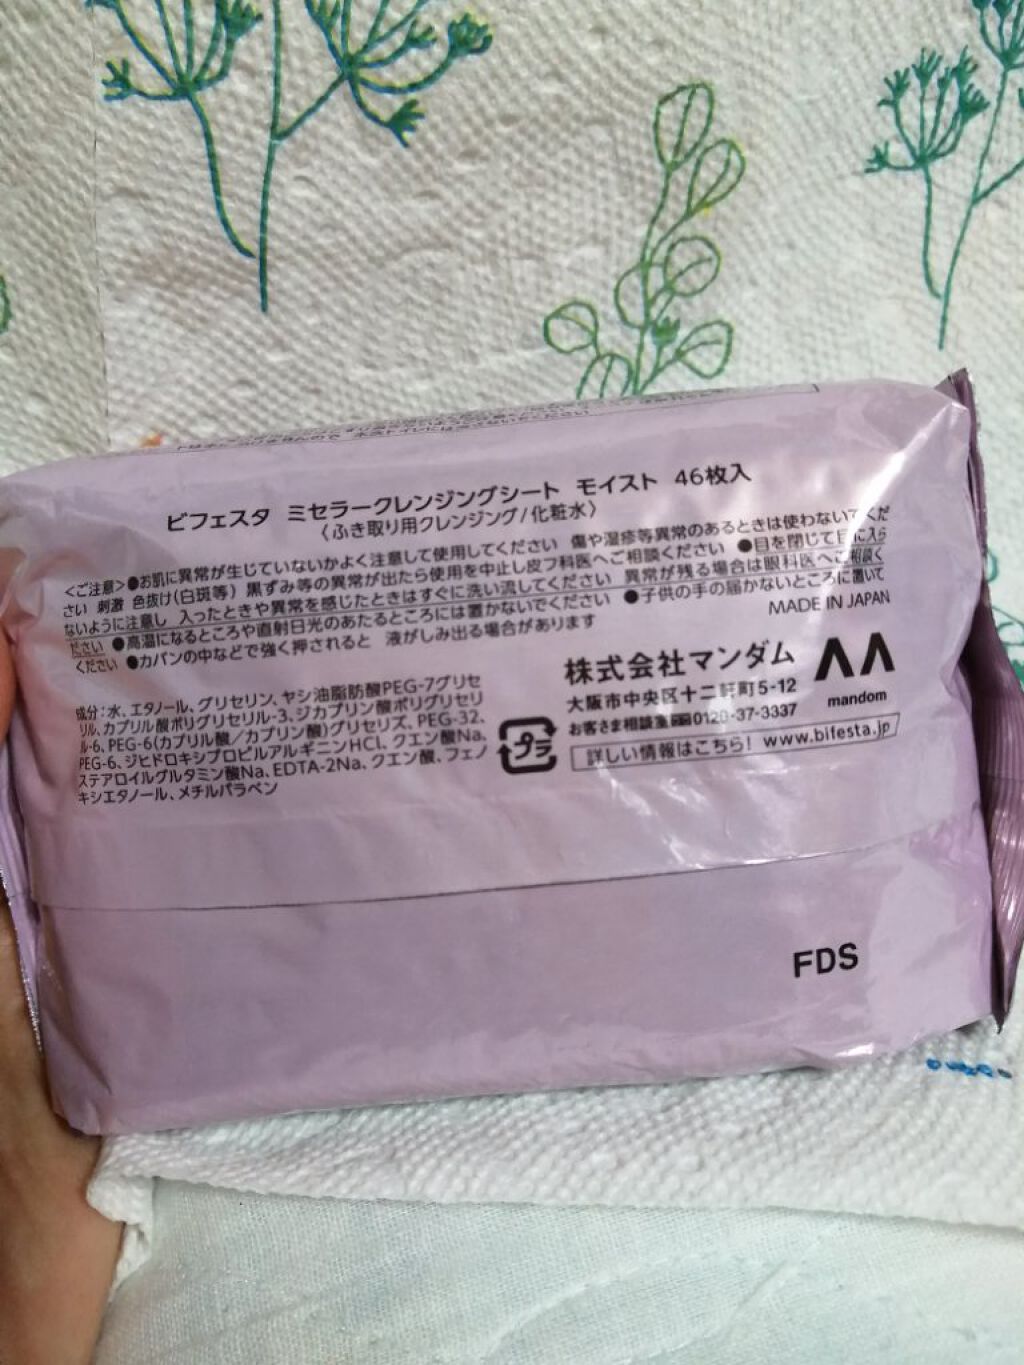 ビフェスタ ミセラークレンジングシート モイスト 46枚入
〈ふき取り用クレンジング/化粧水〉
<ご注意>●お肌に異常が生じていないかよく注意して使用してください 傷や湿疹等異常のあるときは使わないでくだ
さい 刺激 色抜け(白斑等) 黒ずみ等の異常が出たら使用を中止し皮フ科医へご相談ください ●目を閉じて目に入ら
ないように注意し 入ったときや異常を感じたときはすぐに洗い流してください 異常が残る場合は眼科医へご相談く
ださい ●高温になるところや直射日光のあたるところには置かないでください ●子供の手の届かないところに置いて
ください ●カバンの中などで強く押されると 液がしみ出る場合があります
MADE IN JAPAN
成分:水、エタノール、グリセリン、ヤシ油脂肪酸PEG-7グリセ
リル、カプリル酸ポリグリセリル-3、ジカプリン酸ポリグリセリ
ル-6、PEG-6(カプリル酸/カプリン酸)グリセリズ、PEG-32、
PEG-6、ジヒドロキシプロピルアルギニンHCl、クエン酸Na、
ステアロイルグルタミン酸Na、EDTA-2Na、クエン酸、フェノ
キシエタノール、メチルパラベン
プラ
株式会社マンダム
大阪市中央区十二軒町5-12
お客さま相談室 0120-37-3337
mandom
詳しい情報はこちら! www.bifesta.jp/
FDS